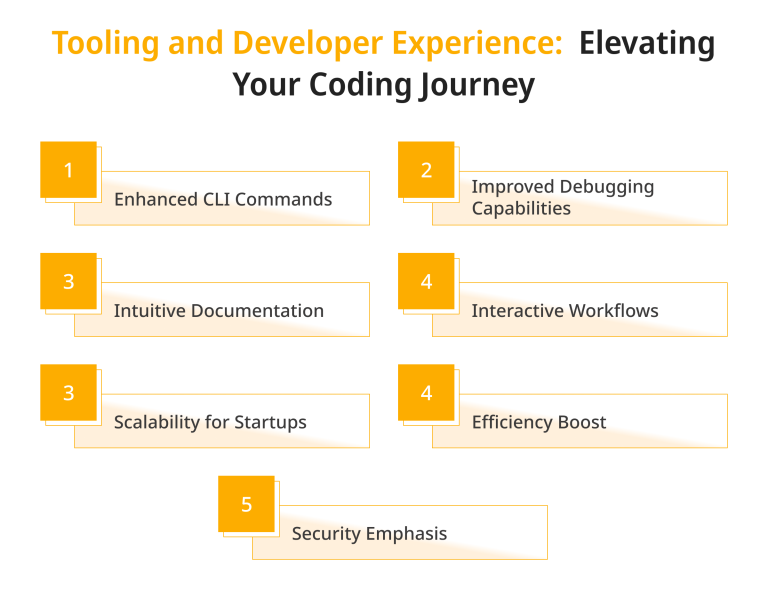 Tooling and Developer Experience: Elevating
Your Coding Journey
1
Enhanced CLI Commands
2
Improved Debugging
Capabilities
3
Intuitive Documentation
4
Interactive Workflows
3
Scalability for Startups
4
Efficiency Boost
5
Security Emphasis